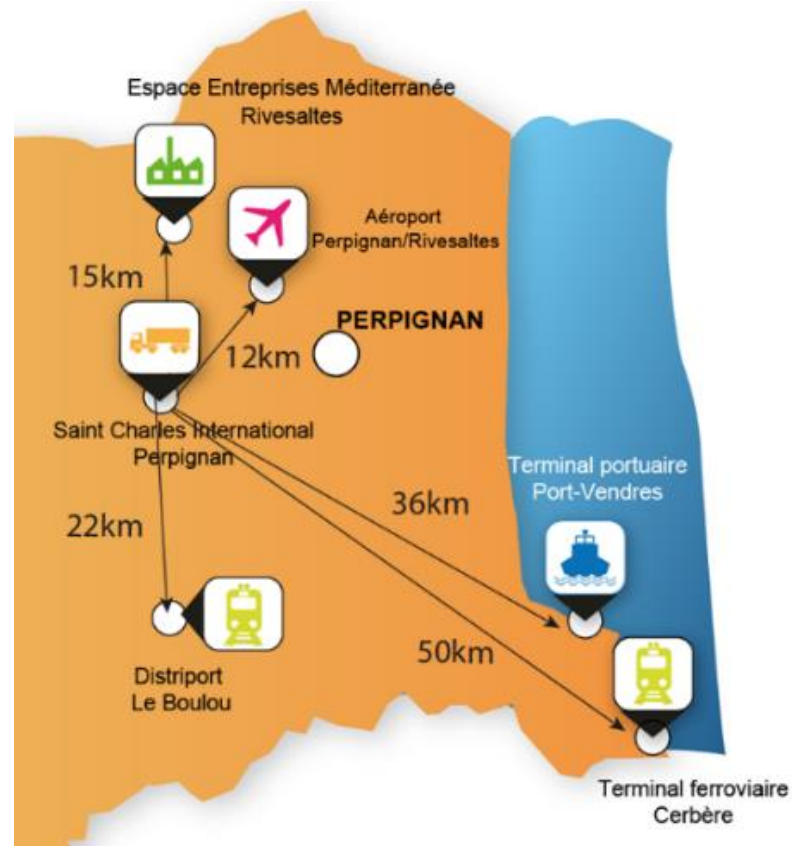 Espace Entreprises Méditerranée
Rivesaltes
Aéroport
Perpignan/Rivesaltes
15km
PERPIGNAN
12km
Saint Charles International
Perpignan
Terminal portuaire
Port-Vendres
36km
22km
50km
Distriport
Le Boulou
Terminal ferroviaire
Cerbère